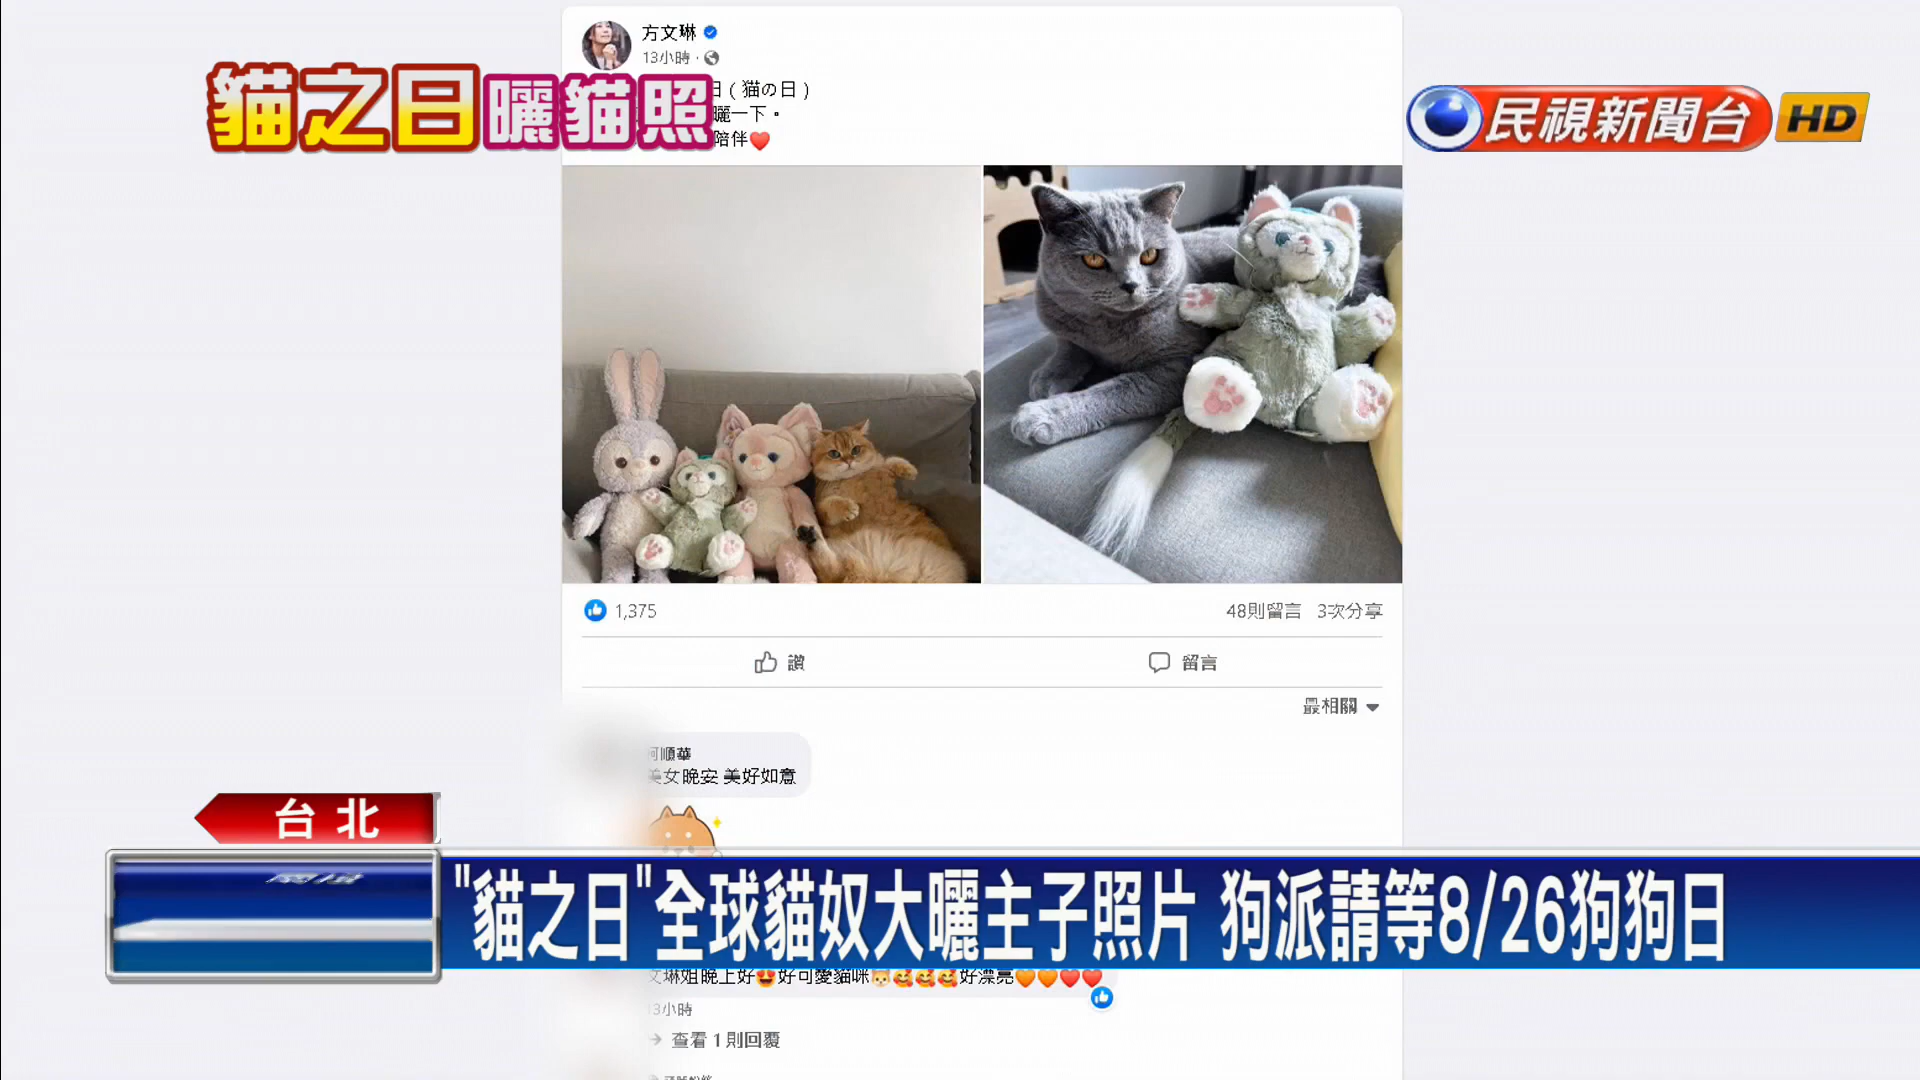 方文琳
13小時
貓之日曬貓照
日(貓の日)
曬一下。
陪伴
民視新聞台 HD
1,375
48則留言 3次分享
讚
留言
最相關
順華
女晚安 美好如意
台北
"貓之日"全球貓奴大曬主子照片 狗派請等8/26狗狗日
文琳姐晚上好😍好可愛貓咪🐱🥰🥰🥰好漂亮🧡🧡❤️❤️
3小時
查看 1 則回覆